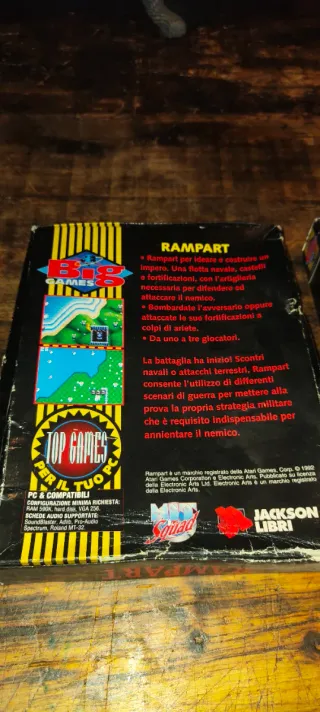 Big
GAMES
RAMPART
• Rampart per ideare e costruire un
impero. Una flotta navale, castelli
e fortificazioni, con l'artiglieria
necessaria per difendere ed
attaccare il nemico.
• Bombardate l'avversario oppure
attaccate le sue fortificazioni a
colpi di ariete.
• Da uno a tre giocatori.
La battaglia ha inizio! Scontri
navali o attacchi terrestri, Rampart
consente l'utilizzo di differenti
scenari di guerra per mettere alla
prova la propria strategia militare
che è requisito indispensabile per
annientare il nemico.
TOP GAMES
PER IL TUO PC
PC & COMPATIBILI
CONFIGURAZIONE MINIMA RICHIESTA:
RAM 590K, hard disk, VGA 256.
SCHEDE AUDIO SUPPORTATE:
SoundBlaster, Adlib, Pro-Audio
Spectrum, Roland MT-32
Rampart è un marchio registrato della Atari Games, Corp. © 1992
Atari Games Corporation e Electronic Arts. Pubblicato su licenza
della Electronic Arts Ltd. Electronic Arts è un marchio registrato
della Electronic Arts.
Squad
JACKSON
LIBRI
RAMPART